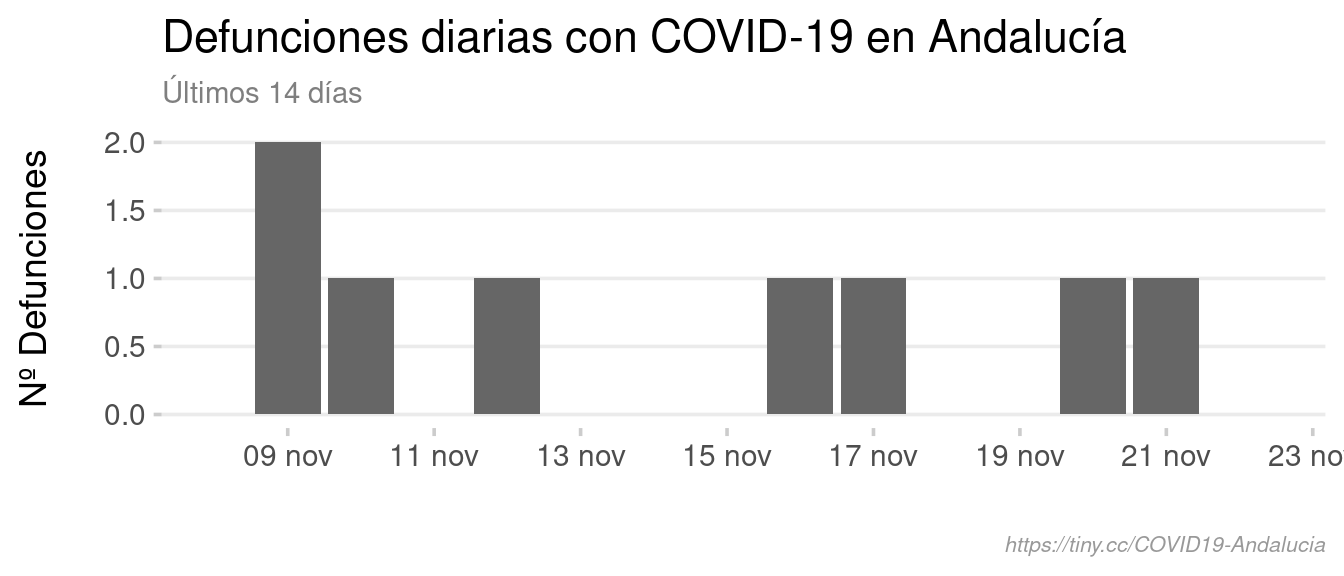 Defunciones diarias con COVID-19 en Andalucía
Últimos 14 días
Nº Defunciones
2.0
1.5
1.0
0.5
0.0
09 nov 11 nov 13 nov 15 nov 17 nov 19 nov 21 nov 23 no
https://tiny.cc/COVID19-Andalucia